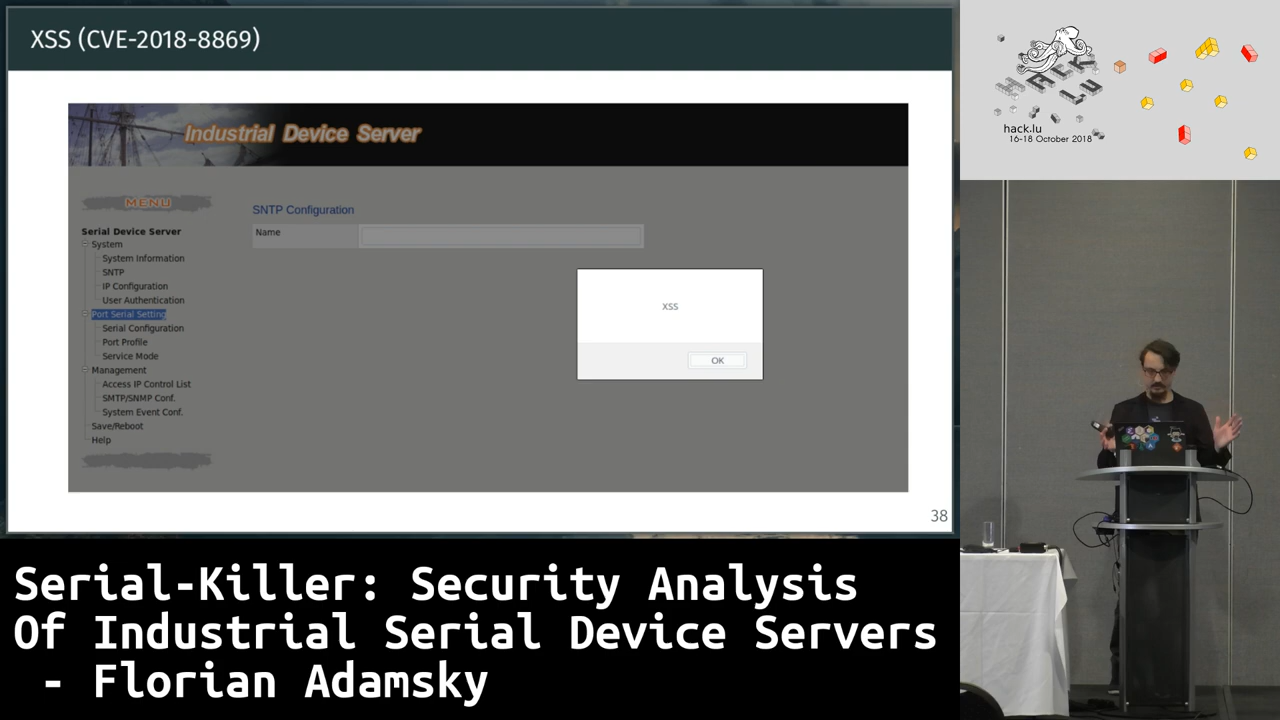 XSS (CVE-2018-8869)
Industrial Device Server
MENU
Serial Device Server
System
System Information
SNTP
IP Configuration
User Authentication
Port Serial Setting
Serial Configuration
Port Profile
Service Mode
Management
Access IP Control List
SMTP/SNMP Conf.
System Event Conf.
Save/Reboot
Help
SNTP Configuration
Name
XSS
OK
38
HACK
LU
hack.lu
16-18 October 2018
Serial-Killer: Security Analysis
Of Industrial Serial Device Servers
- Florian Adamsky